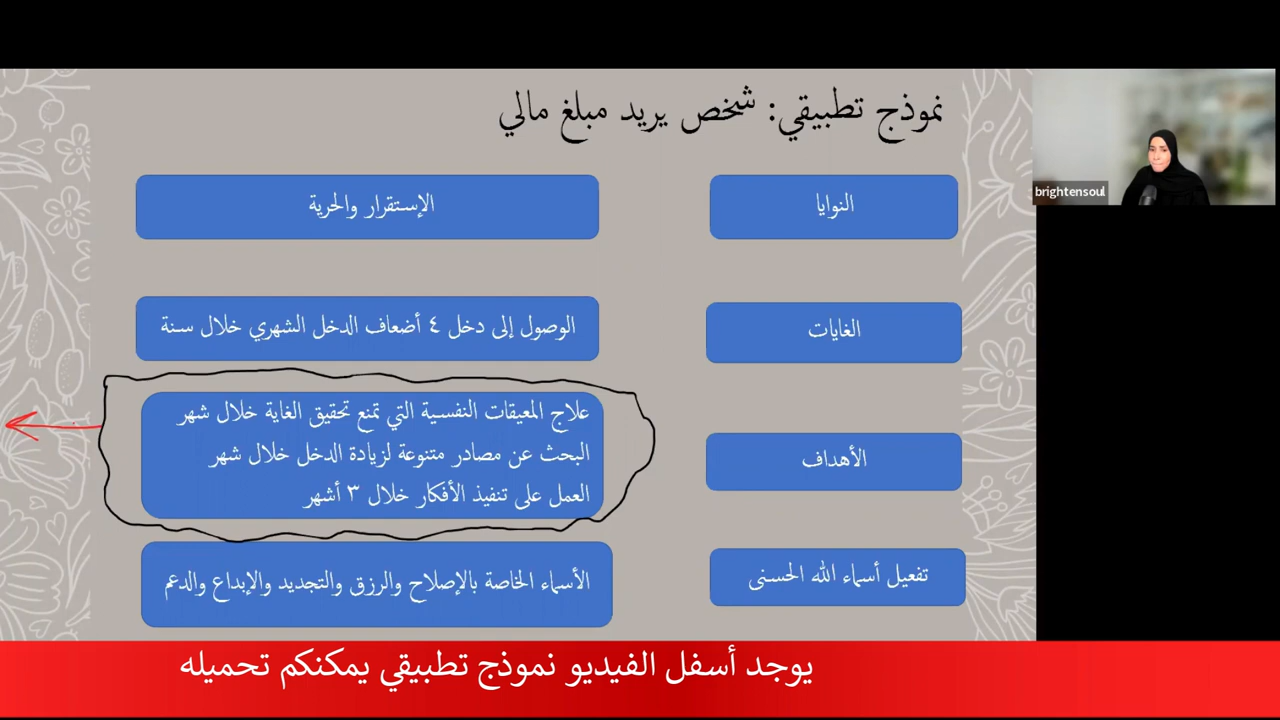 نموذج تطبيقي: شخص يريد مبلغ مالي
brightensoul
النوايا
الإستقرار والحرية
الغايات
الوصول إلى دخل ٤ أضعاف الدخل الشهري خلال سنة
الأهداف
علاج المعيقات النفسية التي تمنع تحقيق الغاية خلال شهر
البحث عن مصادر متنوعة لزيادة الدخل خلال شهر
العمل على تنفيذ الأفكار خلال ٣ أشهر
تفعيل أسماء الله الحسنى
الأسماء الخاصة بالإصلاح والرزق والتجديد والإبداع والدعم
يوجد أسفل الفيديو نموذج تطبيقي يمكنكم تحميله